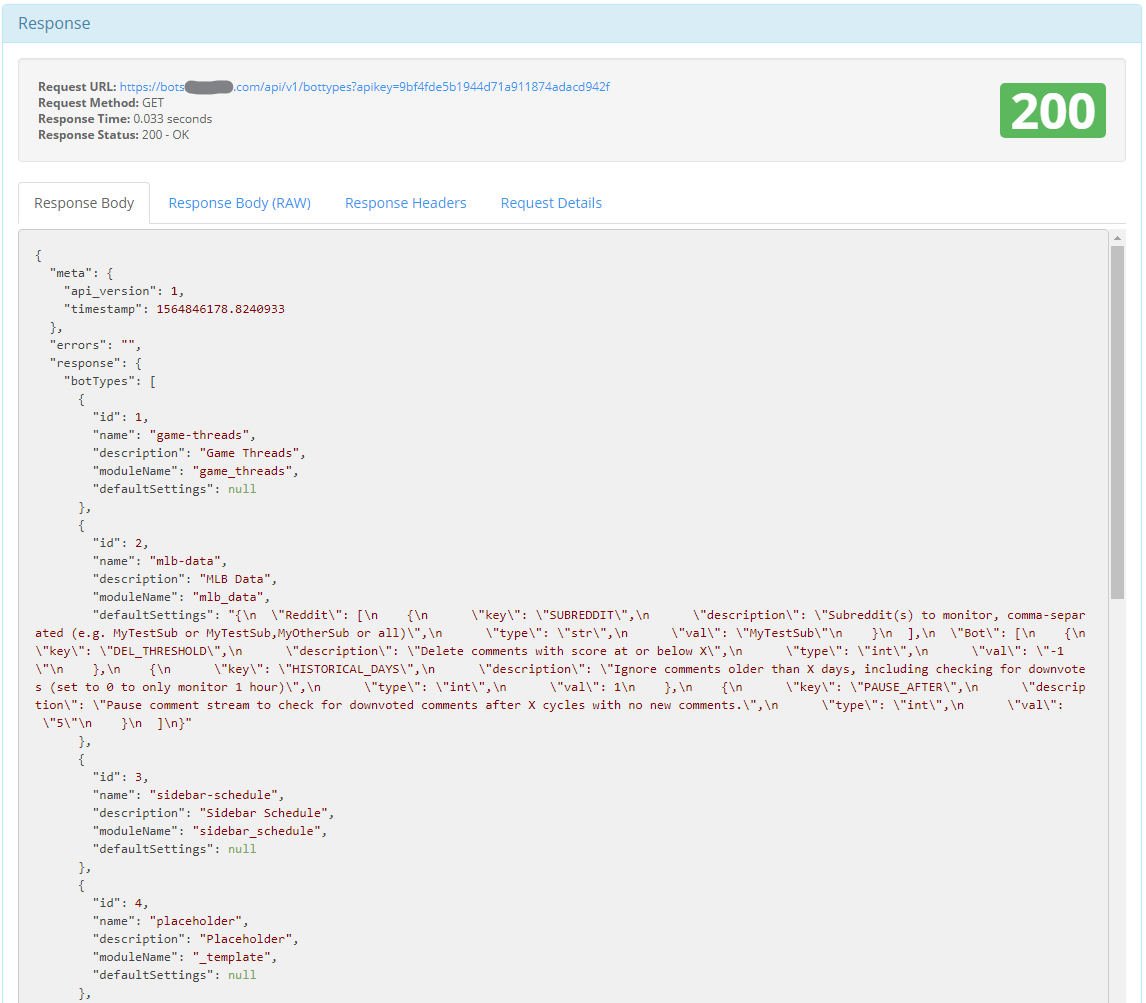 Response
Request URL: https://bots.com/api/v1/bottypes?apikey=9bf4fde5b1944d71a911874adacd942f
Request Method: GET
Response Time: 0.033 seconds
Response Status: 200 - OK
200
Response Body Response Body (RAW) Response Headers Request Details
{
"meta": {
"api_version": 1,
"timestamp": 1564846178.8240933
},
"errors": "",
"response": {
"botTypes": [
{
"id": 1,
"name": "game-threads",
"description": "Game Threads",
"moduleName": "game_threads",
"defaultSettings": null
},
{
"id": 2,
"name": "mlb-data",
"description": "MLB Data",
"moduleName": "mlb_data",
"defaultSettings": "{\n  \"Reddit\": [\n    {\n      \"key\": \"SUBREDDIT\",\n      \"description\": \"Subreddit(s) to monitor, comma-separ
ated (e.g. MyTestSub or MyTestSub,MyOtherSub or all)\",\n      \"type\": \"str\",\n      \"val\": \"MyTestSub\"\n    }\n  ],\n  \"Bot\": [\n    {\n
\"key\": \"DEL_THRESHOLD\",\n      \"description\": \"Delete comments with score at or below X\",\n      \"type\": \"int\",\n      \"val\": \"-1
\"\n    },\n    {\n      \"key\": \"HISTORICAL_DAYS\",\n      \"description\": \"Ignore comments older than X days, including checking for downvote
s (set to 0 to only monitor 1 hour)\",\n      \"type\": \"int\",\n      \"val\": 1\n    },\n    {\n      \"key\": \"PAUSE_AFTER\",\n      \"descrip
tion\": \"Pause comment stream to check for downvoted comments after X cycles with no new comments.\",\n      \"type\": \"int\",\n      \"val\":
\"5\"\n    }\n  ]\n}"
},
{
"id": 3,
"name": "sidebar-schedule",
"description": "Sidebar Schedule",
"moduleName": "sidebar_schedule",
"defaultSettings": null
},
{
"id": 4,
"name": "placeholder",
"description": "Placeholder",
"moduleName": "_template",
"defaultSettings": null
},